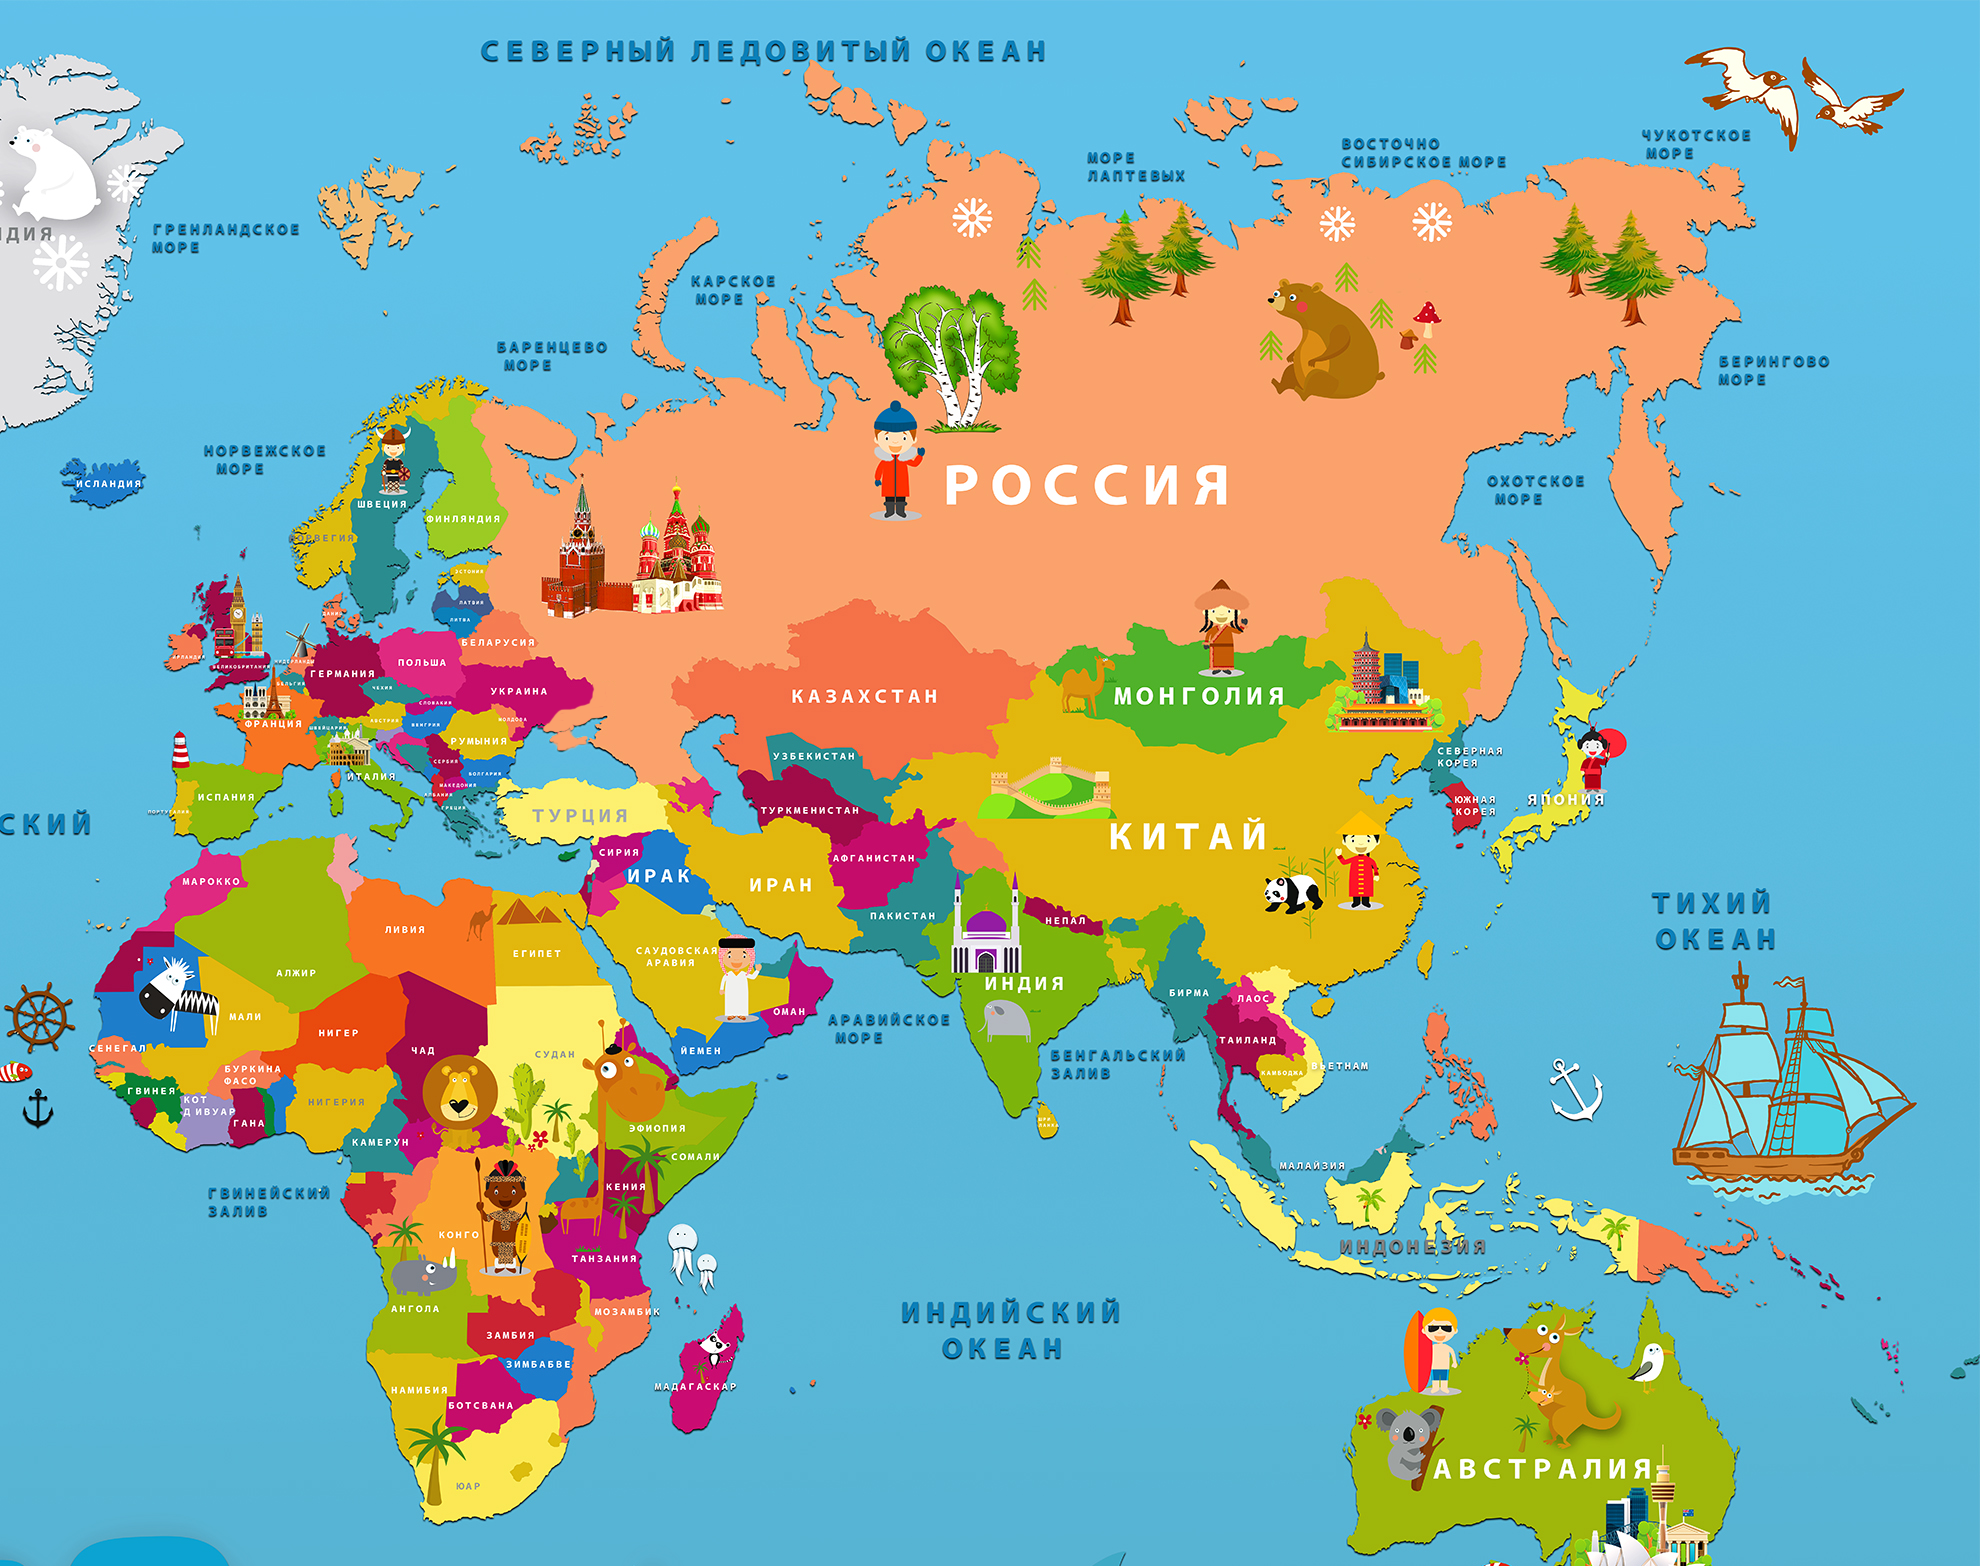 СЕВЕРНЫЙ ЛЕДОВИТЫЙ ОКЕАН
ЧУКОТСКОЕ
МОРЕ
ВОСТОЧНО
СИБИРСКОЕ МОРЕ
МОРЕ
ЛАПТЕВЫХ
ГРЕНЛАНДСКОЕ
МОРЕ
ДИЯ
КАРСКОЕ
МОРЕ
БАРЕНЦЕВО
МОРЕ
БЕРИНГОВО
МОРЕ
НОРВЕЖСКОЕ
МОРЕ
ИСЛАНДИЯ
РОССИЯ
ОХОТСКОЕ
МОРЕ
ШВЕЦИЯ
ФИНЛЯНДИЯ
НОРВЕГИЯ
ЭСТОНИЯ
ЛАТВИЯ
ЛИТВА
БЕЛАРУСИЯ
ИРЛАНДИЯ
ВЕЛИКОБРИТАНИЯ
НИДЕРЛАНДЫ
БЕЛЬГИЯ
ГЕРМАНИЯ
ПОЛЬША
ЧЕХИЯ
СЛОВАКИЯ
УКРАИНА
МОЛДОВА
ФРАНЦИЯ
ШВЕЙЦАРИЯ
АВСТРИЯ
ВЕНГРИЯ
РУМЫНИЯ
СЕРБИЯ
БОЛГАРИЯ
ИТАЛИЯ
МАКЕДОНИЯ
АЛБАНИЯ
ГРЕЦИЯ
ИСПАНИЯ
ПОРТУГАЛИЯ
КАЗАХСТАН
МОНГОЛИЯ
УЗБЕКИСТАН
ТУРКМЕНИСТАН
СЕВЕРНАЯ
КОРЕЯ
ЮЖНАЯ
КОРЕЯ
ЯПОНИЯ
СКИЙ
ТУРЦИЯ
КИТАЙ
СИРИЯ
ИРАК
ИРАН
АФГАНИСТАН
ПАКИСТАН
НЕПАЛ
ТИХИЙ
ОКЕАН
МАРОККО
ЛИВИЯ
ЕГИПЕТ
САУДОВСКАЯ
АРАВИЯ
АЛЖИР
ИНДИЯ
БИРМА
ЛАОС
МАЛИ
НИГЕР
ОМАН
АРАВИЙСКОЕ
МОРЕ
ТАИЛАНД
СЕНЕГАЛ
ЧАД
СУДАН
ЙЕМЕН
БЕНГАЛЬСКИЙ
ЗАЛИВ
КАМБОДЖА
ВЬЕТНАМ
БУРКИНА
ФАСО
ГВИНЕЯ
КОТ
Д ИВУАР
ГАНА
НИГЕРИЯ
ШРИ
ЛАНКА
ЭФИОПИЯ
КАМЕРУН
СОМАЛИ
МАЛАЙЗИЯ
ГВИНЕЙСКИЙ
ЗАЛИВ
КЕНИЯ
КОНГО
ИНДОНЕЗИЯ
ТАНЗАНИЯ
АНГОЛА
МОЗАМБИК
ИНДИЙСКИЙ
ОКЕАН
ЗАМБИЯ
ЗИМБАБВЕ
НАМИБИЯ
БОТСВАНА
МАДАГАСКАР
АВСТРАЛИЯ
ЮАР